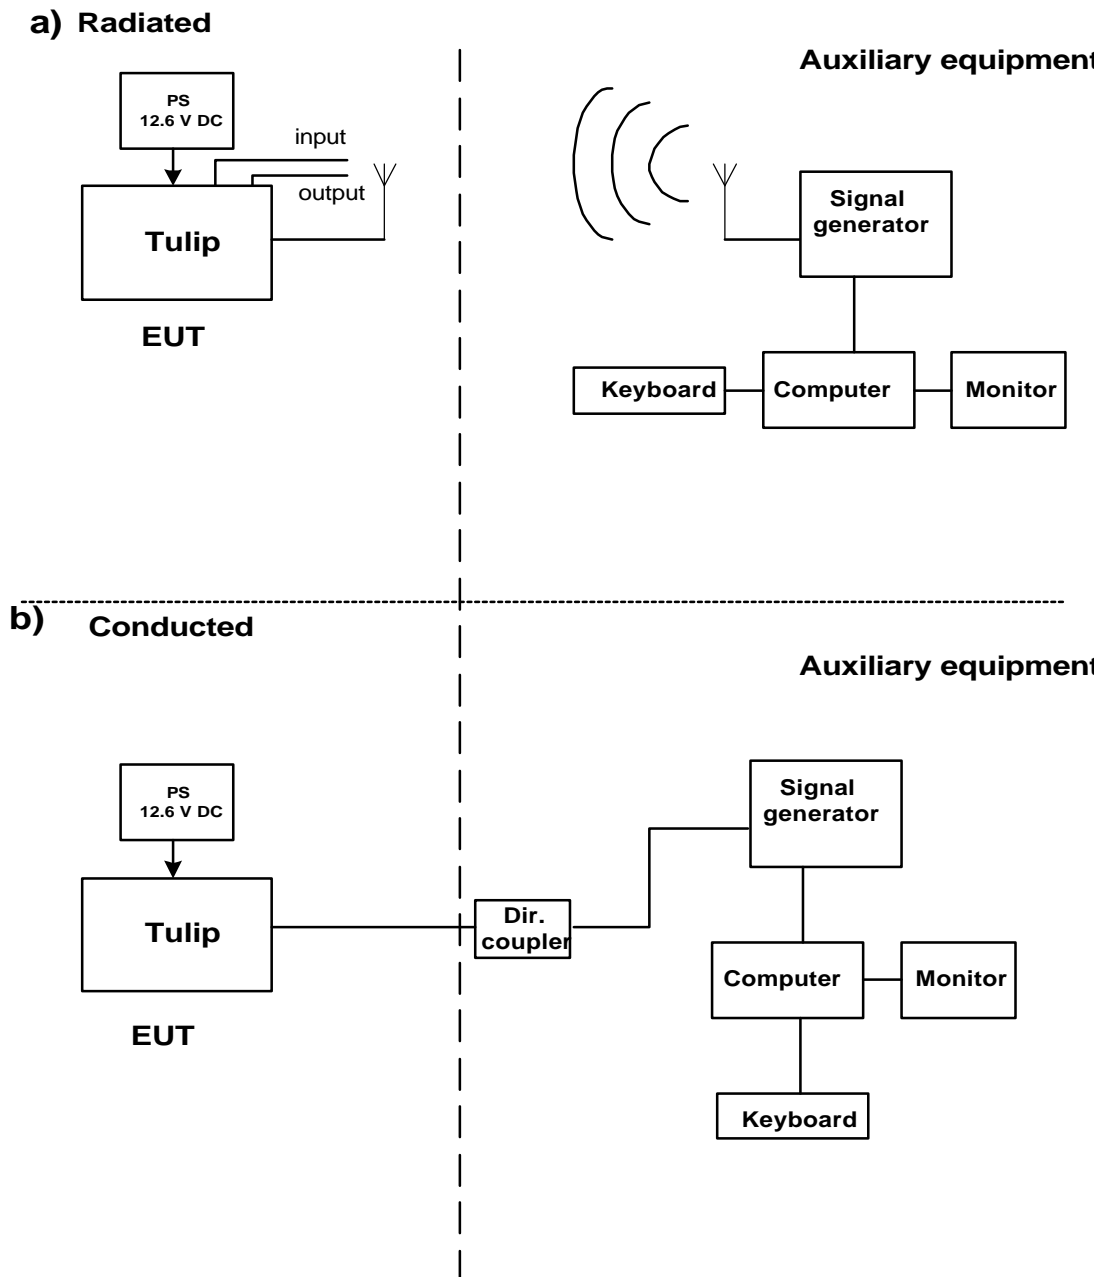 a) Radiated
Auxiliary equipment
PS
12.6 V DC
input
output
Tulip
EUT
Signal
generator
Keyboard
Computer
Monitor
b) Conducted
Auxiliary equipment
PS
12.6 V DC
Tulip
EUT
Dir.
coupler
Signal
generator
Computer
Monitor
Keyboard